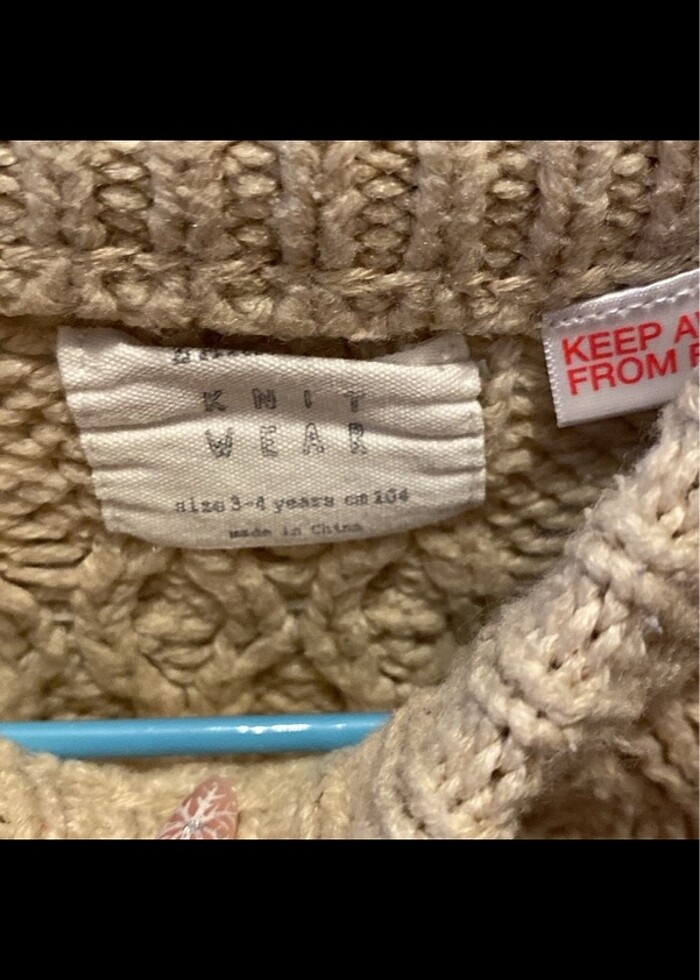 KNIT
WEAR
size 3-4 years cm 104
made in China
KEEP
FROM